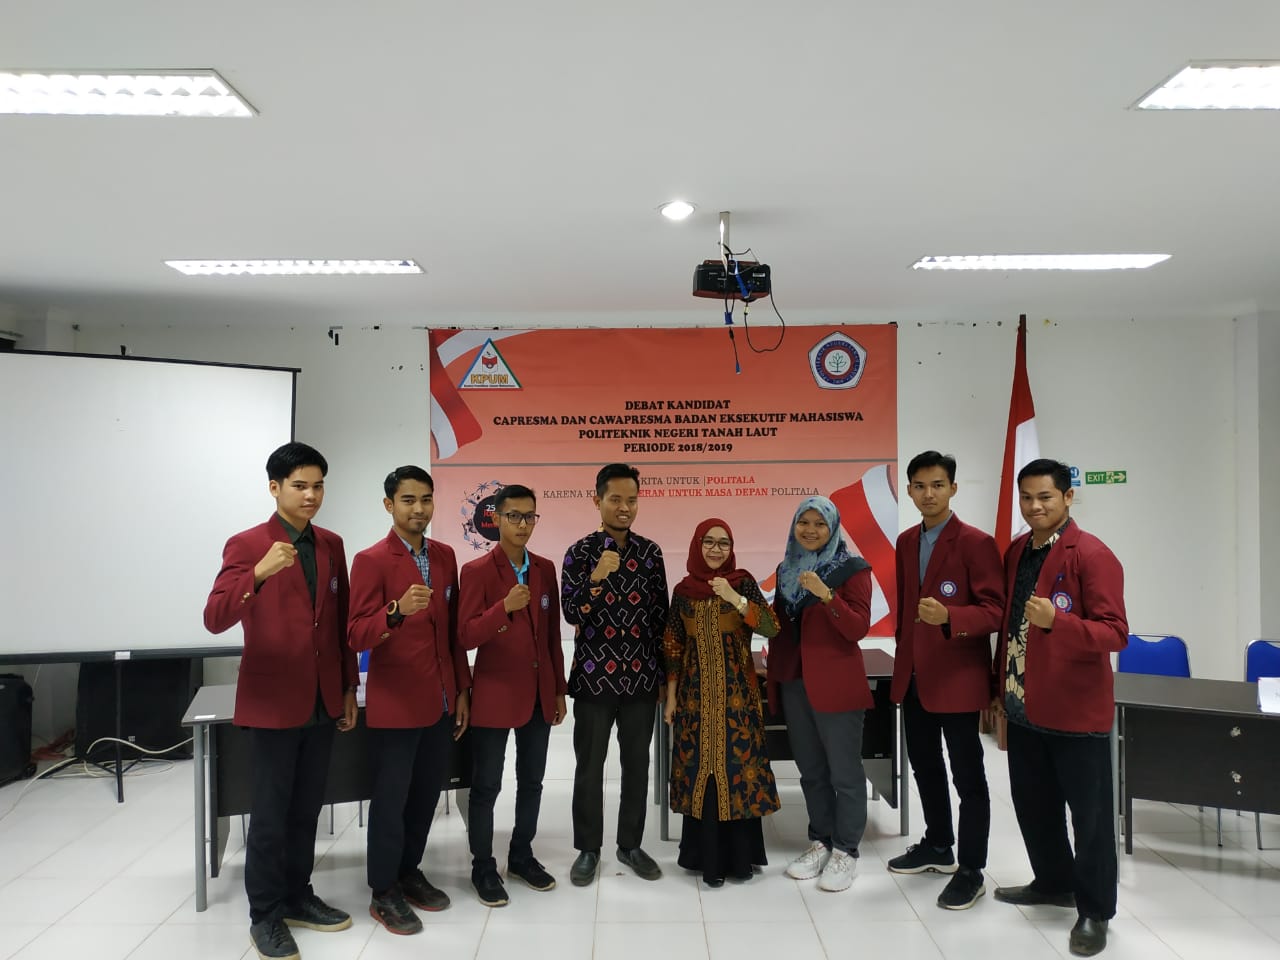 KPUM
DEBAT KANDIDAT
CAPRESMA DAN CAWAPRESMA BADAN EKSEKUTIF MAHASISWA
POLITEKNIK NEGERI TANAH LAUT
PERIODE 2018/2019
KITA UNTUK | POLITALA
KARENA UNTUK MASA DEPAN POLITALA
25
EXIT